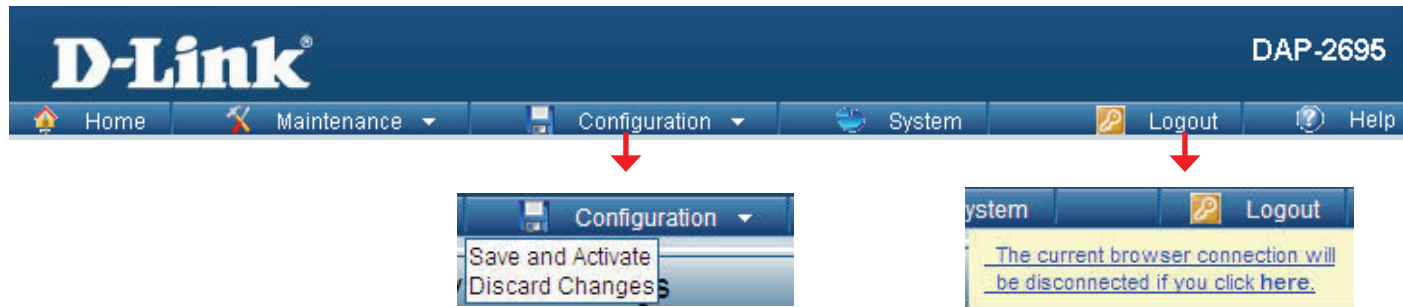 D-Link®
DAP-2695
Home Maintenance Configuration System Logout Help
Configuration
Save and Activate
Discard Changes
ystem Logout
The current browser connection will
be disconnected if you click here.